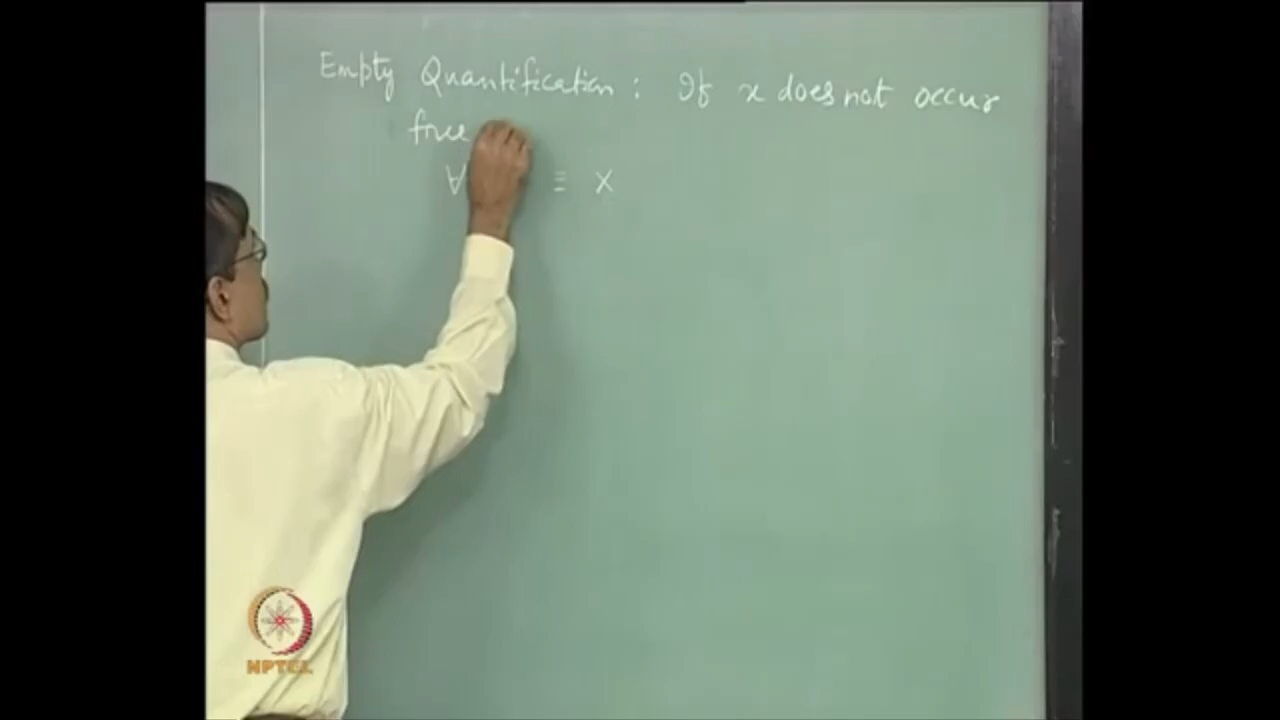 Empty Quantification : If x does not occur
free
∀ ≡ X
NPTEL